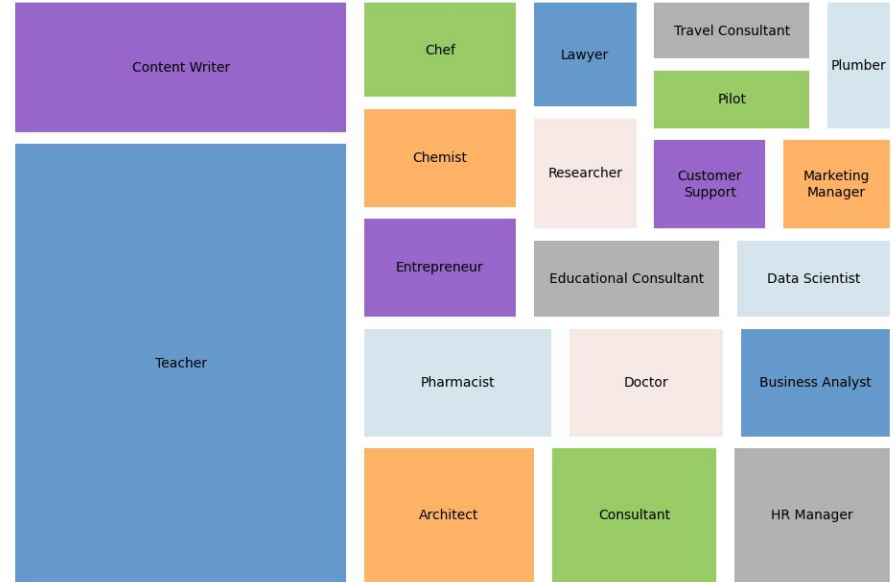 Content Writer
Teacher
Chef
Chemist
Entrepreneur
Lawyer
Researcher
Travel Consultant
Pilot
Plumber
Customer
Support
Marketing
Manager
Educational Consultant
Data Scientist
Pharmacist
Doctor
Business Analyst
Architect
Consultant
HR Manager